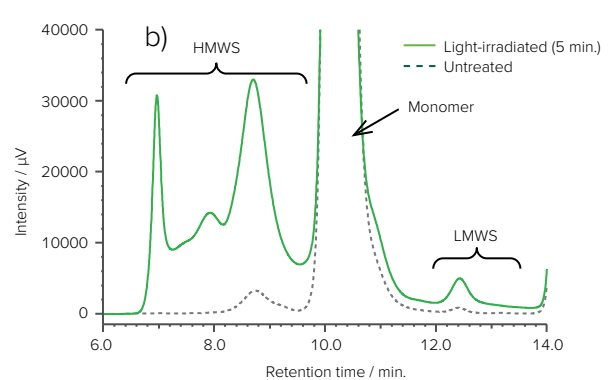 b)
HMWS
Light-irradiated (5 min.)
Untreated
Monomer
LMWS
Intensity / µV
40000
30000
20000
10000
0
6.0 8.0 10.0 12.0 14.0
Retention time / min.